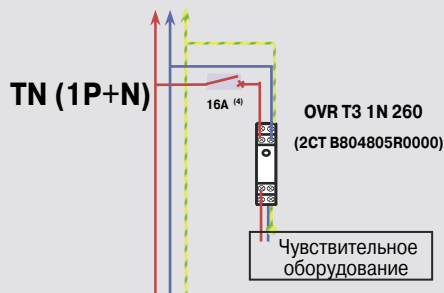 TN (1P+N)
16A (4)
OVR T3 1N 260
(2CT B804805R0000)
Чувствительное
оборудование